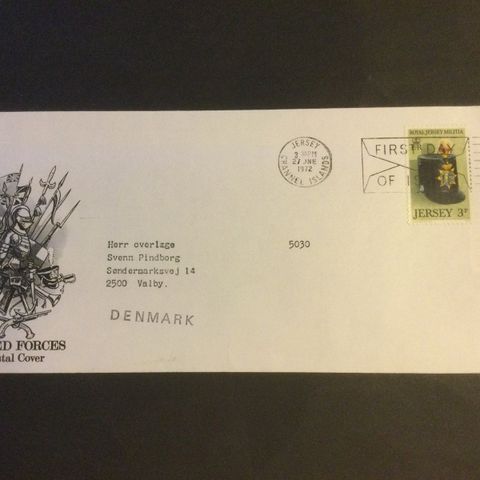 JERSEY
27 JNE
1972
CHANNEL ISLANDS
FIRST DAY
OF
ROYAL JERSEY MILITIA
JERSEY 3P
Herr overlæge
Svenn Pindborg
Søndermarksvej 14
2500 Valby.
5030
DENMARK
ED FORCES
stal Cover